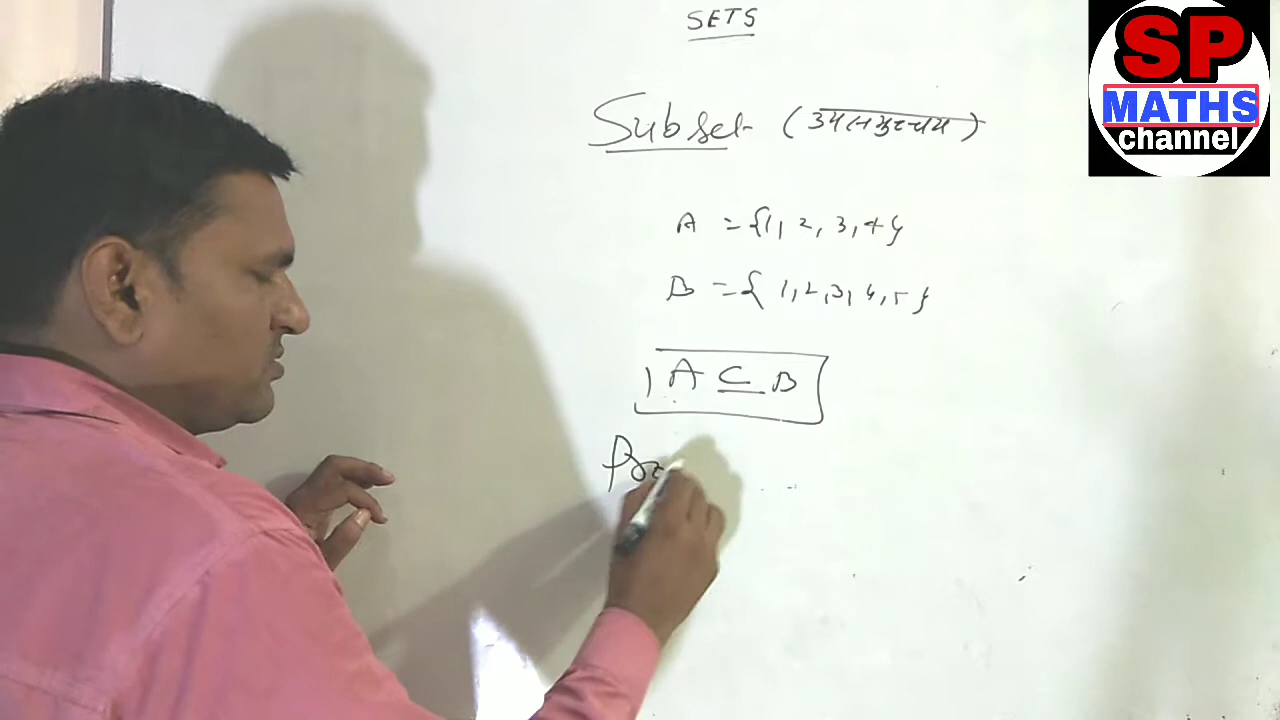 SETS
SP
MATHS
channel
Subset (उपसमुच्चय)
A = {1, 2, 3, 4}
B = { 1, 2, 3, 4, 5 }
A ⊆ B